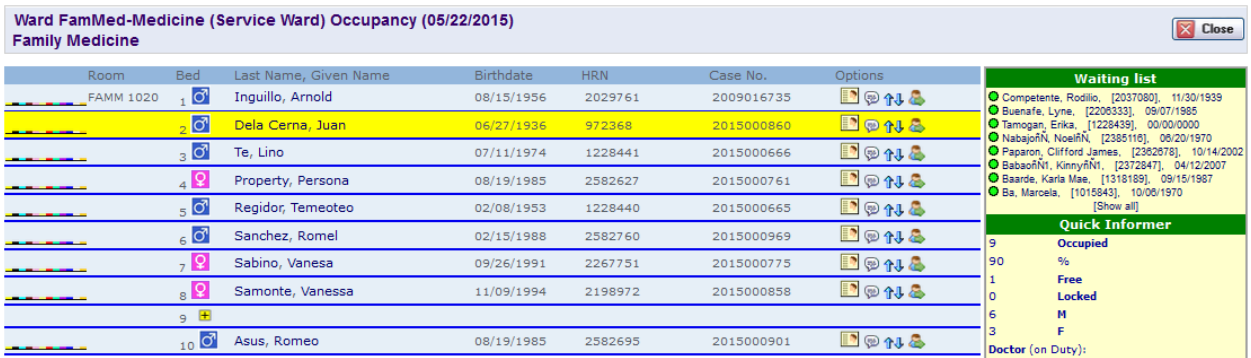 Ward FamMed-Medicine (Service Ward) Occupancy (05/22/2015)
Family Medicine
Close
Room Bed Last Name, Given Name Birthdate HRN Case No. Options
FAMM 1020 1 Inguillo, Arnold 08/15/1956 2029761 2009016735
2 Dela Cerna, Juan 06/27/1936 972368 2015000860
3 Te, Lino 07/11/1974 1228441 2015000666
4 Property, Persona 08/19/1985 2582627 2015000761
5 Regidor, Temeoteo 02/08/1953 1228440 2015000665
6 Sanchez, Romel 02/15/1988 2582760 2015000969
7 Sabino, Vanesa 09/26/1991 2267751 2015000775
8 Samonte, Vanessa 11/09/1994 2198972 2015000858
9
10 Asus, Romeo 08/19/1985 2582695 2015000901
Waiting list
Competente, Rodilio, [2037080], 11/30/1939
Buenafe, Lyne, [2206333], 09/07/1985
Tamogan, Erika, [1228439], 00/00/0000
NabajoñÑ, NoelñÑ, [2385116], 06/20/1970
Paparon, Clifford James, [2362678], 10/14/2002
BabaoñÑ1, KinnyñÑ1, [2372847], 04/12/2007
Baarde, Karla Mae, [1318189], 09/15/1987
Ba, Marcela, [1015843], 10/06/1970
[Show all]
Quick Informer
9 Occupied
90 %
1 Free
0 Locked
6 M
3 F
Doctor (on Duty):